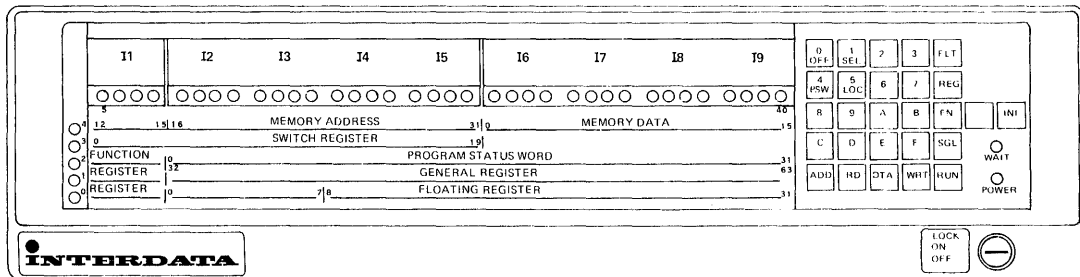 I1 I2 I3 I4 I5 I6 I7 I8 I9
5 40
4 12 15 16 MEMORY ADDRESS 31 0 MEMORY DATA 15
3 0 SWITCH REGISTER 19
2 FUNCTION 0 PROGRAM STATUS WORD 31
1 REGISTER 32 GENERAL REGISTER 63
0 REGISTER 0 7 8 FLOATING REGISTER 31
0 OFF 1 SEL 2 3 FLT
4 PSW 5 LOC 6 7 REG
8 9 A B FN INI
C D E F SGL
WAIT
ADD RD DTA WRT RUN
POWER
INTERDATA
LOCK
ON
OFF